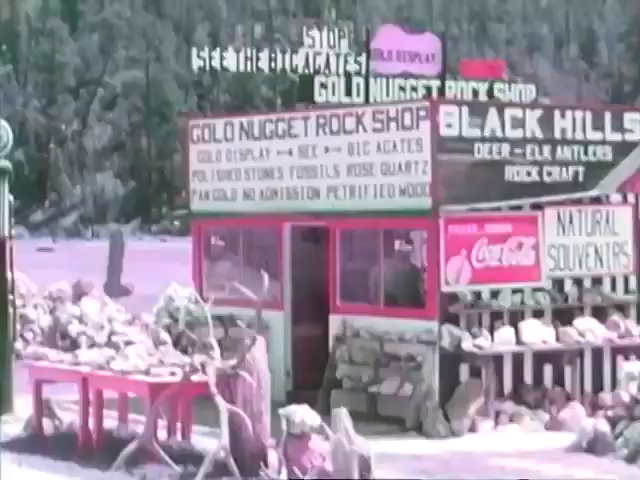 STOP!
SEE THE BIG AGATES!
GOLD DISPLAY
GOLD NUGGET ROCK SHOP
GOLD NUGGET ROCK SHOP
GOLD DISPLAY SEE BIG AGATES
POLISHED STONES FOSSILS ROSE QUARTZ
PAN GOLD NO ADMISSION PETRIFIED WOOD
BLACK HILLS
DEER - ELK ANTLERS
ROCK CRAFT
Coca-Cola
NATURAL
SOUVENIRS